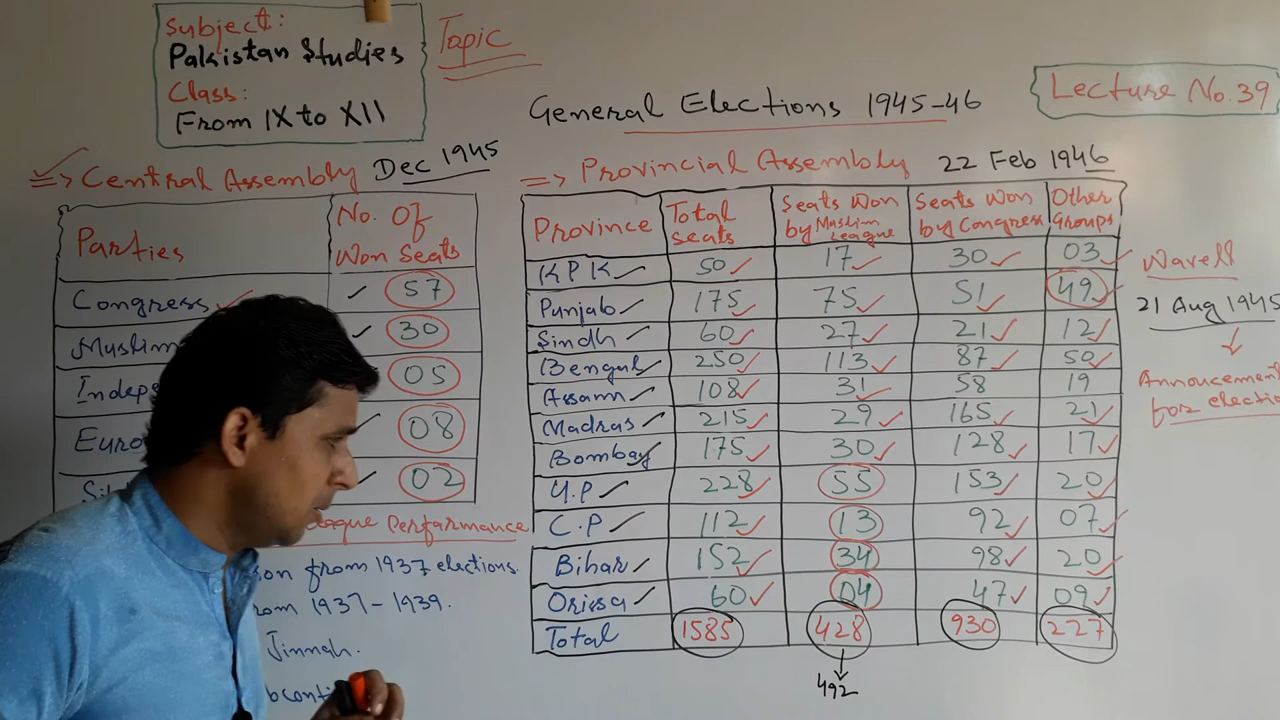 Subject:
Pakistan Studies
Class:
From IX to XII
Topic
General Elections 1945-46
Lecture No.39
=> Central Assembly Dec 1945
Parties No. Of Won Seats
Congress 57
Muslim 30
05
08
02
Performance
from 1937 elections.
1937-1939.
Jinnah.
=> Provincial Assembly 22 Feb 1946
Province Total Seats Seats Won by Muslim League Seats Won by Congress Other Groups
KPK 50 17 30 03
Punjab 175 75 51 49
Sindh 60 27 21 12
Bengal 250 113 87 50
Assam 108 31 58 19
Madras 215 29 165 21
Bombay 175 30 128 17
U.P 228 55 153 20
C.P 112 13 92 07
Bihar 152 34 98 20
Orissa 60 04 47 09
Total 1585 428 930 227
492
Wavell
21 Aug 1945
Annoucement
for election